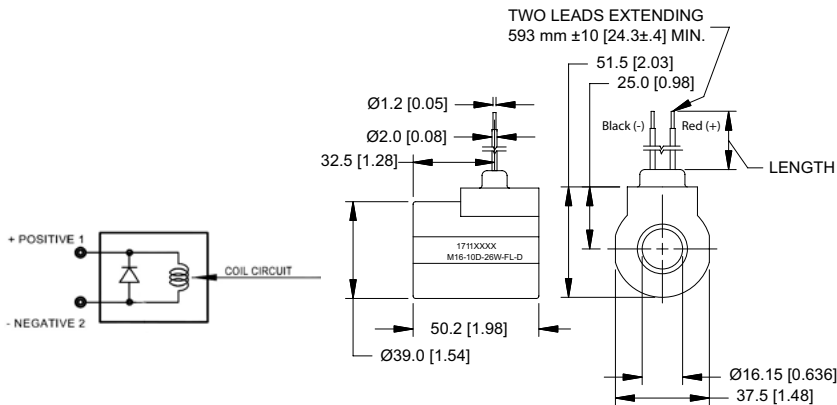 TWO LEADS EXTENDING
593 mm ±10 [24.3±.4] MIN.
51.5 [2.03]
25.0 [0.98]
Ø1.2 [0.05]
Ø2.0 [0.08]
Black (-)
Red (+)
32.5 [1.28]
LENGTH
+ POSITIVE 1
COIL CIRCUIT
- NEGATIVE 2
1711XXXX
M16-10D-26W-FL-D
50.2 [1.98]
Ø39.0 [1.54]
Ø16.15 [0.636]
37.5 [1.48]